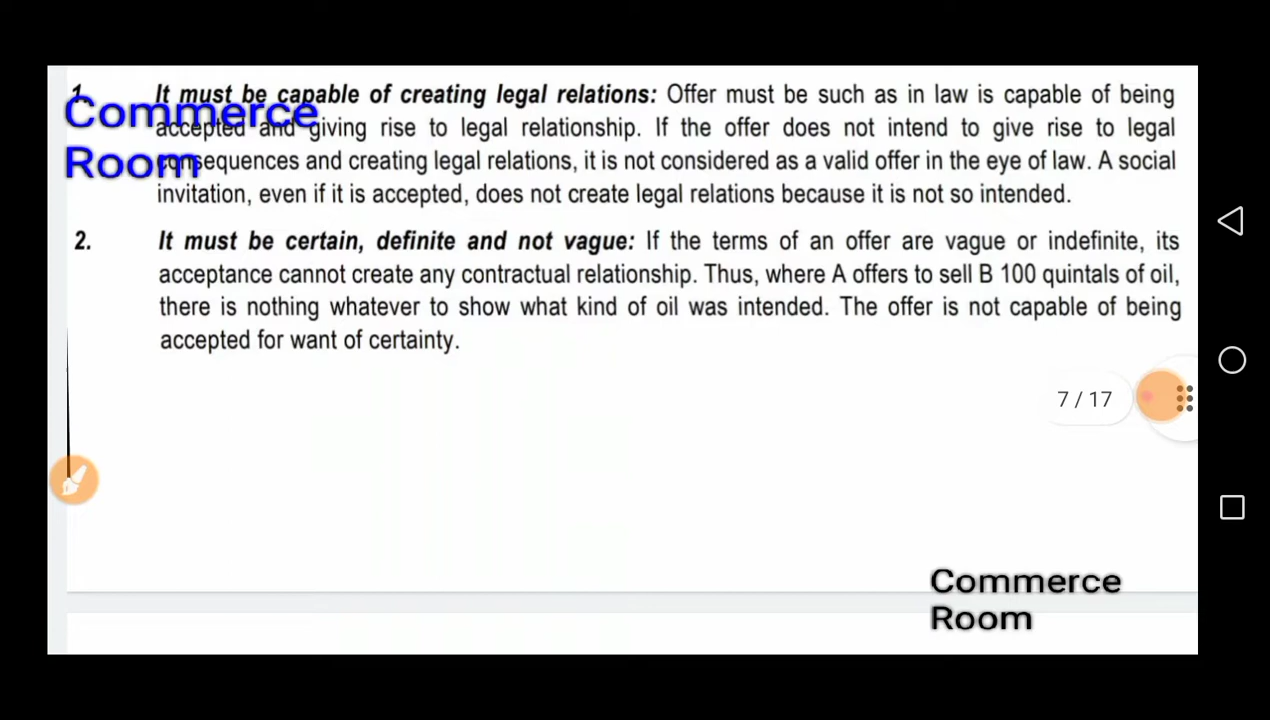 1. It must be capable of creating legal relations: Offer must be such as in law is capable of being
accepted and giving rise to legal relationship. If the offer does not intend to give rise to legal
consequences and creating legal relations, it is not considered as a valid offer in the eye of law. A social
invitation, even if it is accepted, does not create legal relations because it is not so intended.
Commerce
Room
2. It must be certain, definite and not vague: If the terms of an offer are vague or indefinite, its
acceptance cannot create any contractual relationship. Thus, where A offers to sell B 100 quintals of oil,
there is nothing whatever to show what kind of oil was intended. The offer is not capable of being
accepted for want of certainty.
7 / 17
Commerce
Room